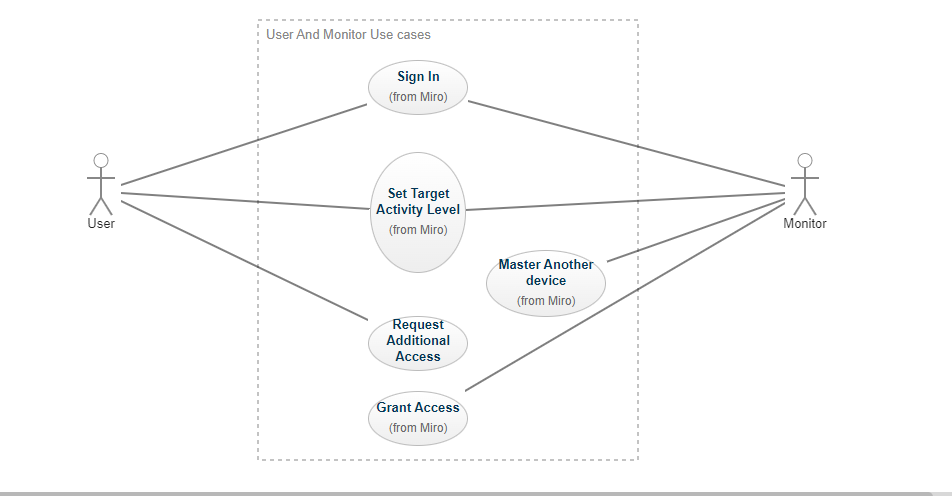 User And Monitor Use cases
Sign In
(from Miro)
Set Target
Activity Level
(from Miro)
User
Monitor
Master Another
device
(from Miro)
Request
Additional
Access
Grant Access
(from Miro)